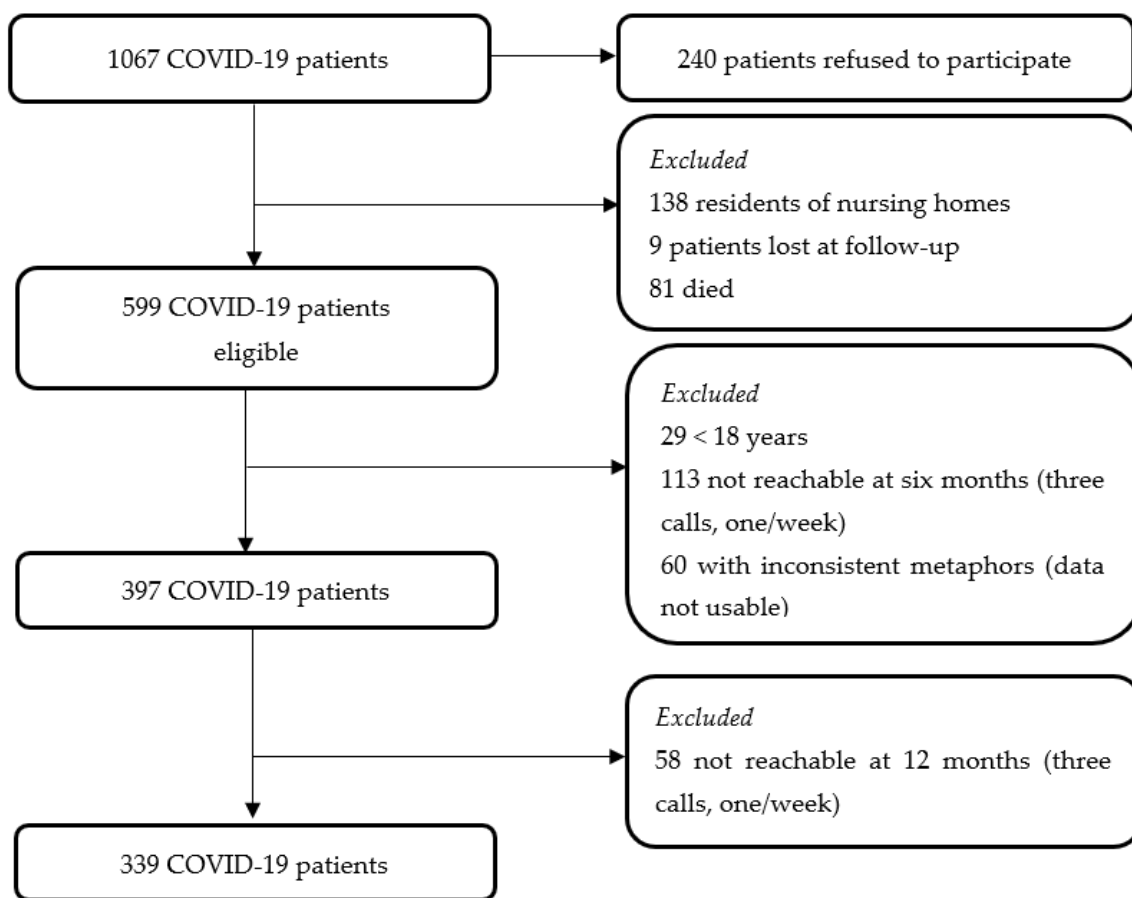 1067 COVID-19 patients
240 patients refused to participate
Excluded
138 residents of nursing homes
9 patients lost at follow-up
81 died
599 COVID-19 patients
eligible
Excluded
29 < 18 years
113 not reachable at six months (three
calls, one/week)
60 with inconsistent metaphors (data
not usable)
397 COVID-19 patients
Excluded
58 not reachable at 12 months (three
calls, one/week)
339 COVID-19 patients